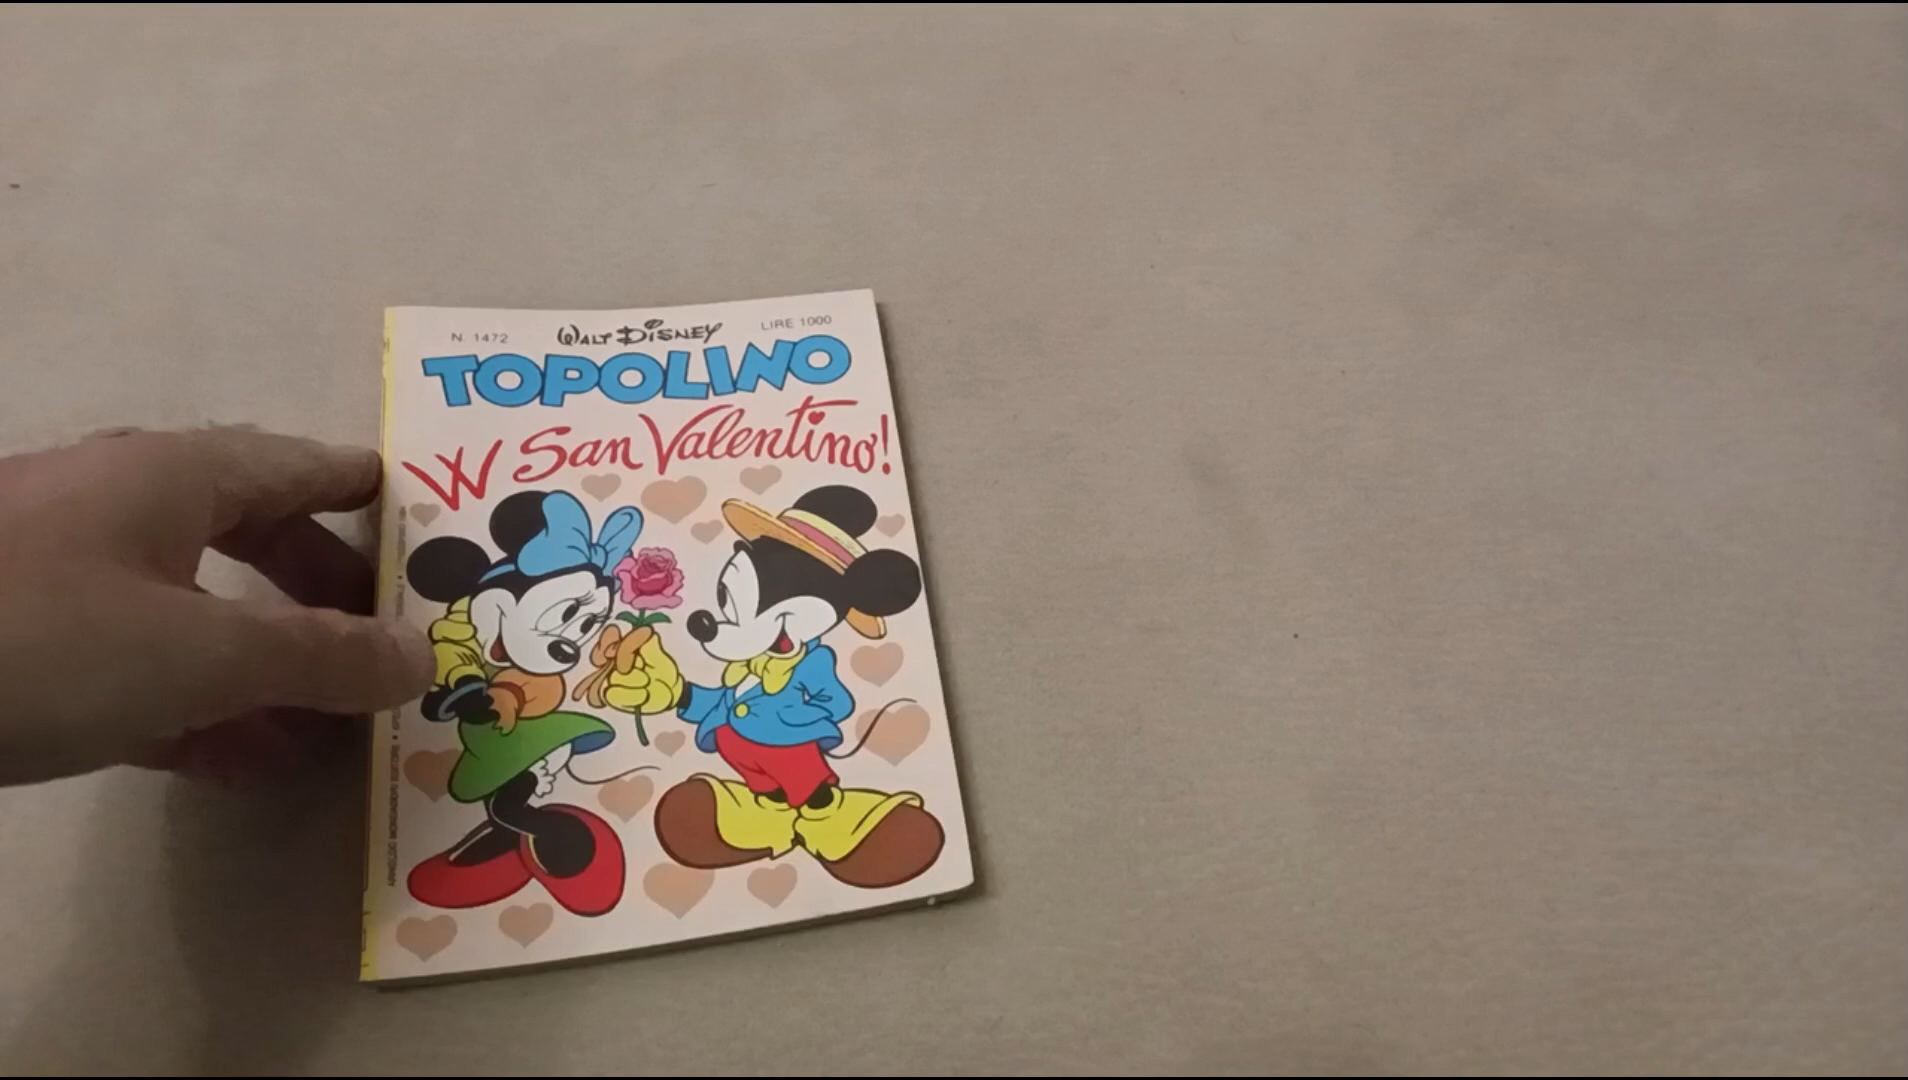 N. 1472
WALT DISNEY
LIRE 1000
TOPOLINO
W San Valentino!